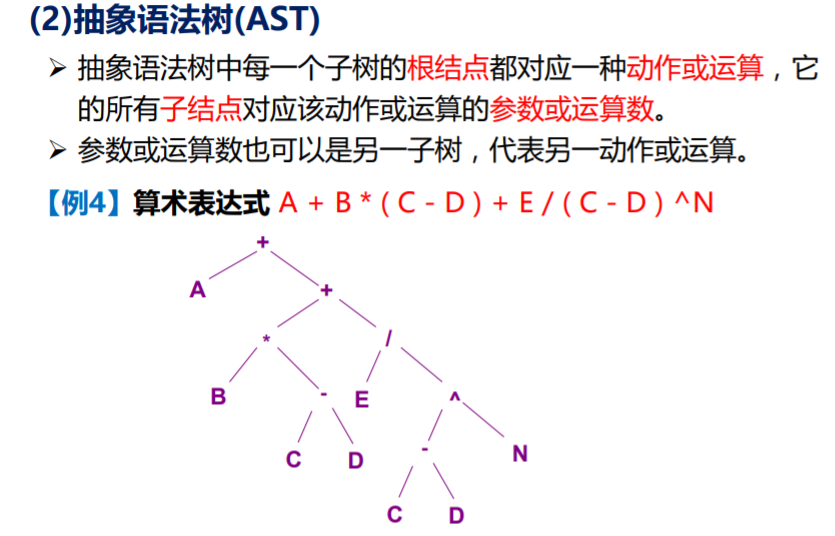 (2)抽象语法树(AST)
➢ 抽象语法树中每一个子树的根结点都对应一种动作或运算，它
的所有子结点对应该动作或运算的参数或运算数。
➢ 参数或运算数也可以是另一子树，代表另一动作或运算。
【例4】算术表达式 A + B * ( C - D ) + E / ( C - D ) ^N
+
A +
* /
B - E ^
C D - N
C D